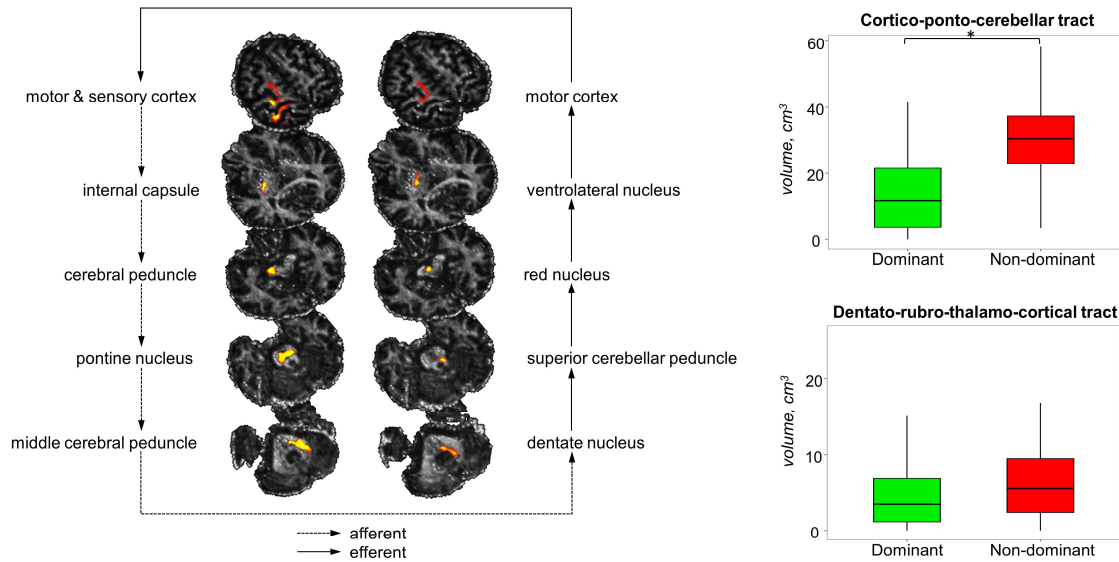 motor & sensory cortex
internal capsule
cerebral peduncle
pontine nucleus
middle cerebral peduncle
motor cortex
ventrolateral nucleus
red nucleus
superior cerebellar peduncle
dentate nucleus
afferent
efferent
Cortico-ponto-cerebellar tract
*
volume, cm³
60
40
20
0
Dominant Non-dominant
Dentato-rubro-thalamo-cortical tract
volume, cm³
20
10
0
Dominant Non-dominant